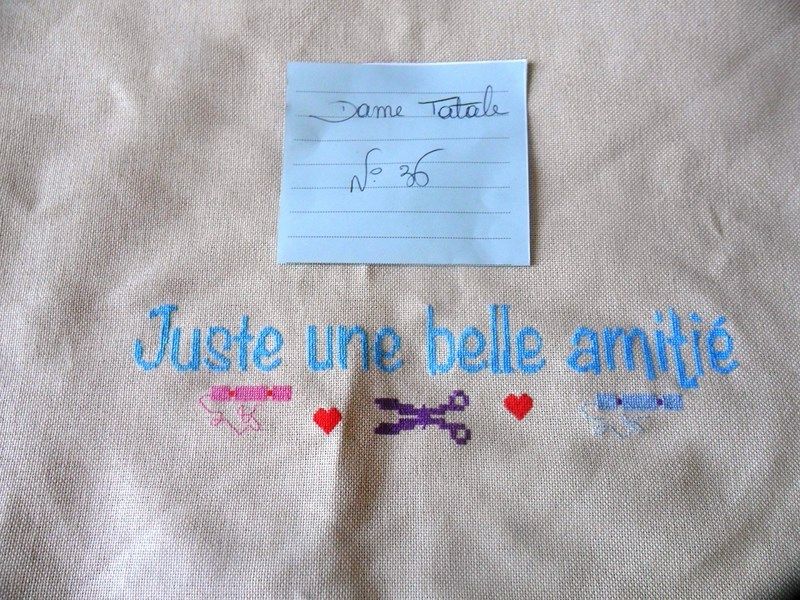 Dame Tatale
N° 36
Juste une belle amitié